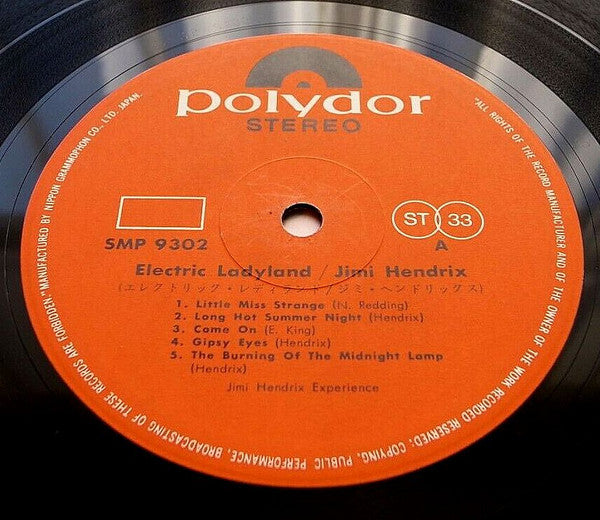 polydor
STEREO
SMP 9302
ST 33
A
Electric Ladyland / Jimi Hendrix
(エレクトリック・レディランド/ジミ・ヘンドリックス)
1. Little Miss Strange (N. Redding)
2. Long Hot Summer Night (Hendrix)
3. Come On (E. King)
4. Gipsy Eyes (Hendrix)
5. The Burning Of The Midnight Lamp
(Hendrix)
Jimi Hendrix Experience
"ALL RIGHTS OF THE RECORD MANUFACTURER AND OF THE OWNER OF THE WORK RECORDED RESERVED: COPYING, PUBLIC PERFORMANCE, BROADCASTING OF THESE RECORDS ARE FORBIDDEN." MANUFACTURED BY NIPPON GRAMMOPHON CO., LTD. JAPAN.